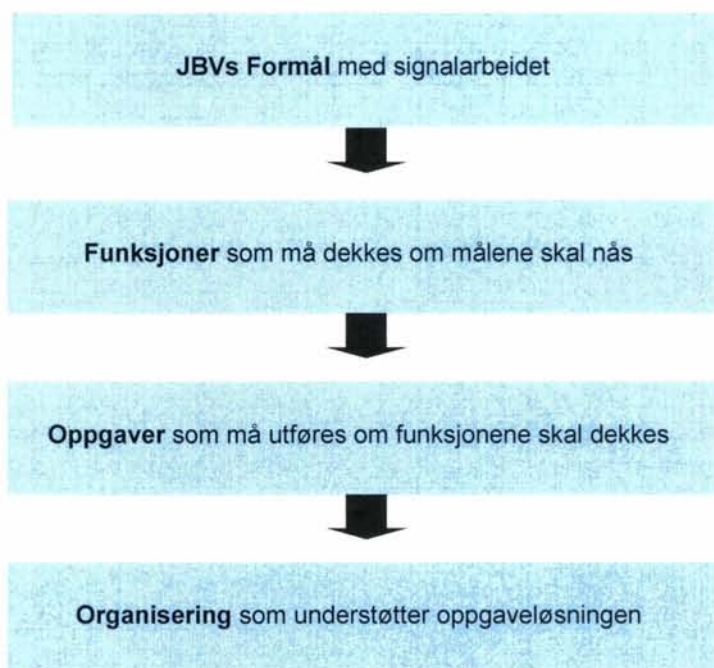 JBVs Formål med signalarbeidet
Funksjoner som må dekkes om målene skal nås
Oppgaver som må utføres om funksjonene skal dekkes
Organisering som understøtter oppgaveløsningen